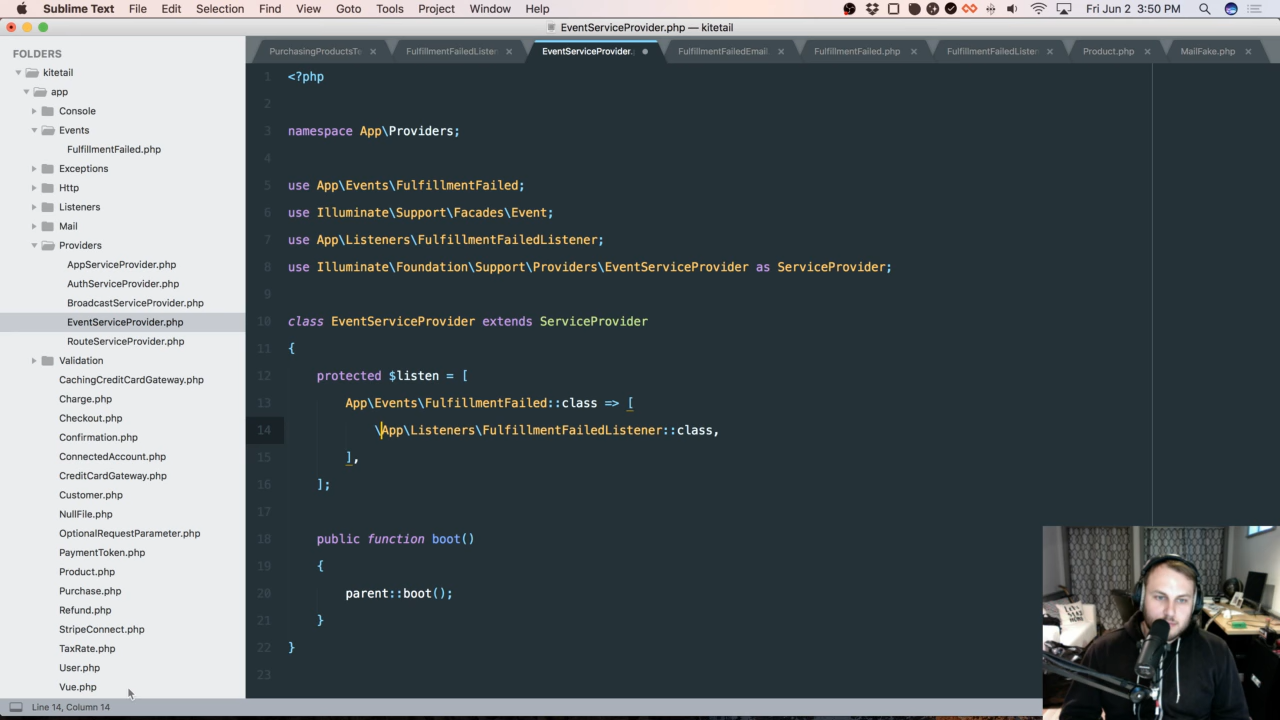 Sublime Text File Edit Selection Find View Goto Tools Project Window Help Fri Jun 2 3:50 PM
EventServiceProvider.php — kitetail
FOLDERS
kitetail
app
Console
Events
FulfillmentFailed.php
Exceptions
Http
Listeners
Mail
Providers
AppServiceProvider.php
AuthServiceProvider.php
BroadcastServiceProvider.php
EventServiceProvider.php
RouteServiceProvider.php
Validation
CachingCreditCardGateway.php
Charge.php
Checkout.php
Confirmation.php
ConnectedAccount.php
CreditCardGateway.php
Customer.php
NullFile.php
OptionalRequestParameter.php
PaymentToken.php
Product.php
Purchase.php
Refund.php
StripeConnect.php
TaxRate.php
User.php
Vue.php
PurchasingProductsTe FulfillmentFailedListen EventServiceProvider. FulfillmentFailedEmail FulfillmentFailed.php FulfillmentFailedListen Product.php MailFake.php
1 <?php
2
3 namespace App\Providers;
4
5 use App\Events\FulfillmentFailed;
6 use Illuminate\Support\Facades\Event;
7 use App\Listeners\FulfillmentFailedListener;
8 use Illuminate\Foundation\Support\Providers\EventServiceProvider as ServiceProvider;
9
10 class EventServiceProvider extends ServiceProvider
11 {
12 protected $listen = [
13 App\Events\FulfillmentFailed::class => [
14 \App\Listeners\FulfillmentFailedListener::class,
15 ],
16 ];
17
18 public function boot()
19 {
20 parent::boot();
21 }
22 }
23
Line 14, Column 14